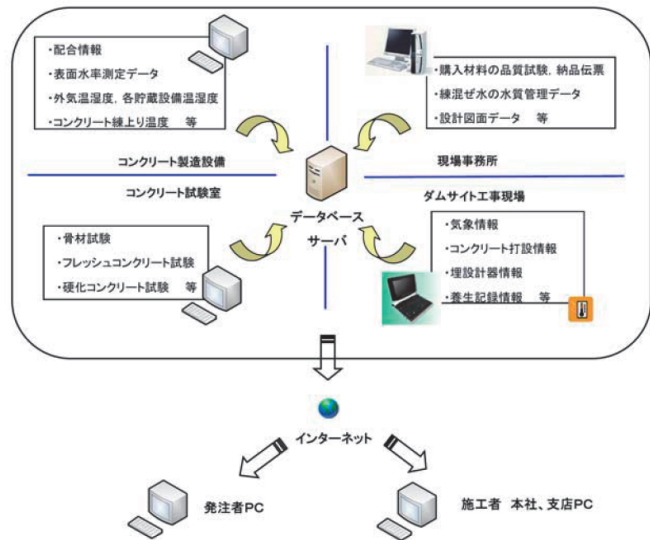 ・配合情報
・表面水率測定データ
・外気温湿度, 各貯蔵設備温湿度
・コンクリート練上り温度　等
コンクリート製造設備
・購入材料の品質試験, 納品伝票
・練混ぜ水の水質管理データ
・設計図面データ　等
現場事務所
コンクリート試験室
・骨材試験
・フレッシュコンクリート試験
・硬化コンクリート試験　等
データベース
サーバ
ダムサイト工事現場
・気象情報
・コンクリート打設情報
・埋設計器情報
・養生記録情報　等
インターネット
発注者PC
施工者　本社、支店PC